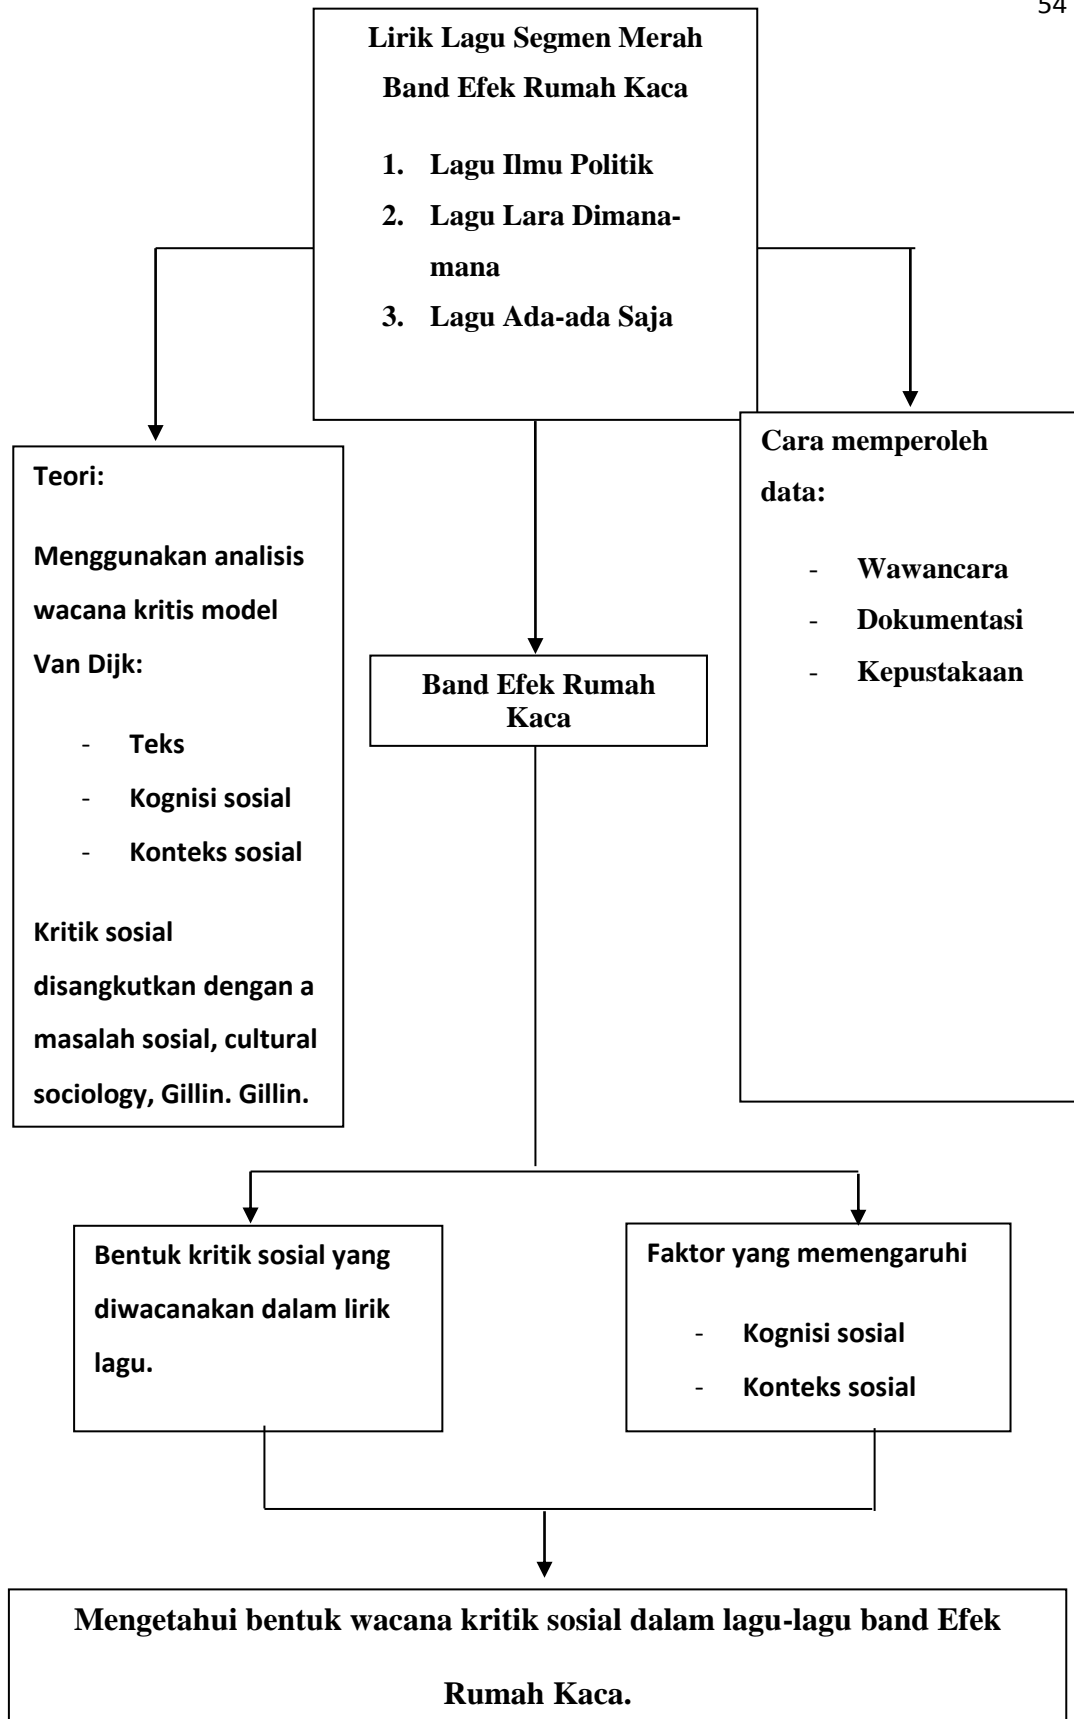 54
Lirik Lagu Segmen Merah
Band Efek Rumah Kaca
1. Lagu Ilmu Politik
2. Lagu Lara Dimana-
mana
3. Lagu Ada-ada Saja
Teori:
Menggunakan analisis
wacana kritis model
Van Dijk:
- Teks
- Kognisi sosial
- Konteks sosial
Kritik sosial
disangkutkan dengan a
masalah sosial, cultural
sociology, Gillin. Gillin.
Band Efek Rumah
Kaca
Cara memperoleh
data:
- Wawancara
- Dokumentasi
- Kepustakaan
Bentuk kritik sosial yang
diwacanakan dalam lirik
lagu.
Faktor yang memengaruhi
- Kognisi sosial
- Konteks sosial
Mengetahui bentuk wacana kritik sosial dalam lagu-lagu band Efek
Rumah Kaca.